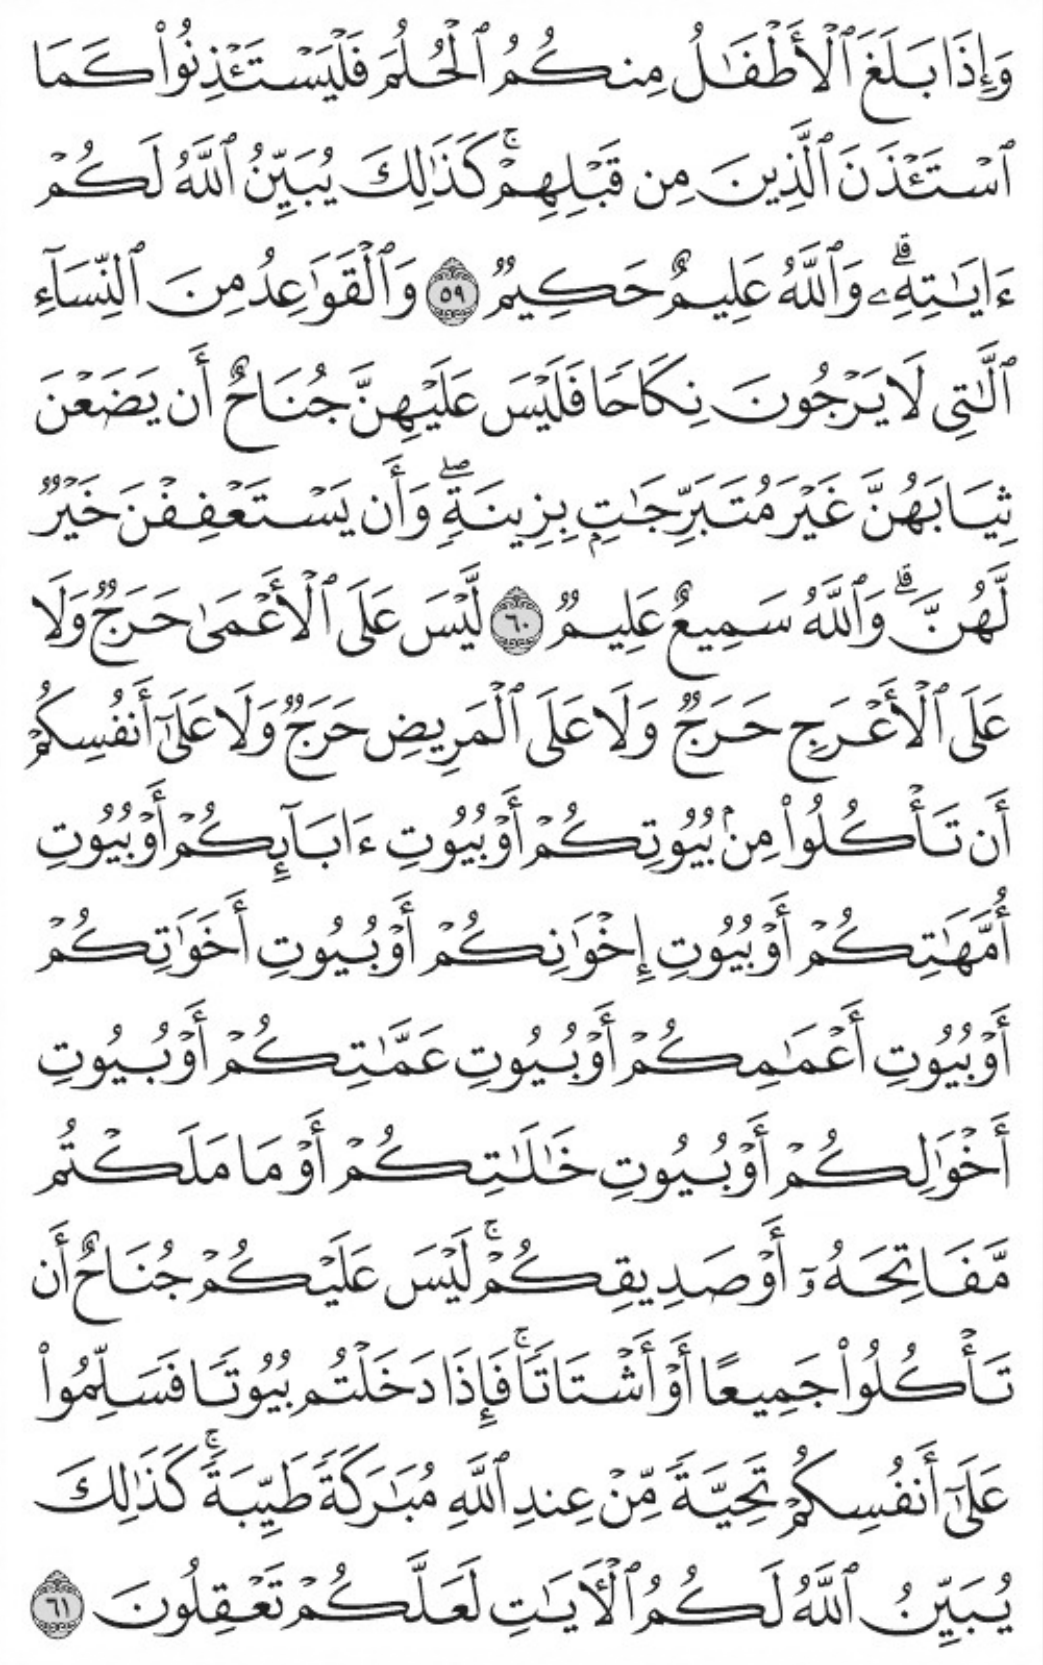 وَإِذَا بَلَغَ ٱلْأَطْفَـٰلُ مِنكُمُ ٱلْحُلُمَ فَلْيَسْتَـْٔذِنُوا۟ كَمَا
ٱسْتَـْٔذَنَ ٱلَّذِينَ مِن قَبْلِهِمْ ۚ كَذَٰلِكَ يُبَيِّنُ ٱللَّهُ لَكُمْ
ءَايَـٰتِهِۦ ۗ وَٱللَّهُ عَلِيمٌ حَكِيمٌ ٥٩ وَٱلْقَوَٰعِدُ مِنَ ٱلنِّسَآءِ
ٱلَّـٰتِى لَا يَرْجُونَ نِكَاحًا فَلَيْسَ عَلَيْهِنَّ جُنَاحٌ أَن يَضَعْنَ
ثِيَابَهُنَّ غَيْرَ مُتَبَرِّجَـٰتٍۭ بِزِينَةٍ ۖ وَأَن يَسْتَعْفِفْنَ خَيْرٌ
لَّهُنَّ ۗ وَٱللَّهُ سَمِيعٌ عَلِيمٌ ٦٠ لَّيْسَ عَلَى ٱلْأَعْمَىٰ حَرَجٌ وَلَا
عَلَى ٱلْأَعْرَجِ حَرَجٌ وَلَا عَلَى ٱلْمَرِيضِ حَرَجٌ وَلَا عَلَىٰٓ أَنفُسِكُمْ
أَن تَأْكُلُوا۟ مِنۢ بُيُوتِكُمْ أَوْ بُيُوتِ ءَابَآئِكُمْ أَوْ بُيُوتِ
أُمَّهَـٰتِكُمْ أَوْ بُيُوتِ إِخْوَٰنِكُمْ أَوْ بُيُوتِ أَخَوَٰتِكُمْ
أَوْ بُيُوتِ أَعْمَـٰمِكُمْ أَوْ بُيُوتِ عَمَّـٰتِكُمْ أَوْ بُيُوتِ
أَخْوَٰلِكُمْ أَوْ بُيُوتِ خَـٰلَـٰتِكُمْ أَوْ مَا مَلَكْتُم
مَّفَاتِحَهُۥٓ أَوْ صَدِيقِكُمْ ۚ لَيْسَ عَلَيْكُمْ جُنَاحٌ أَن
تَأْكُلُوا۟ جَمِيعًا أَوْ أَشْتَاتًا ۚ فَإِذَا دَخَلْتُم بُيُوتًا فَسَلِّمُوا۟
عَلَىٰٓ أَنفُسِكُمْ تَحِيَّةً مِّنْ عِندِ ٱللَّهِ مُبَـٰرَكَةً طَيِّبَةً ۚ كَذَٰلِكَ
يُبَيِّنُ ٱللَّهُ لَكُمُ ٱلْـَٔايَـٰتِ لَعَلَّكُمْ تَعْقِلُونَ ٦١